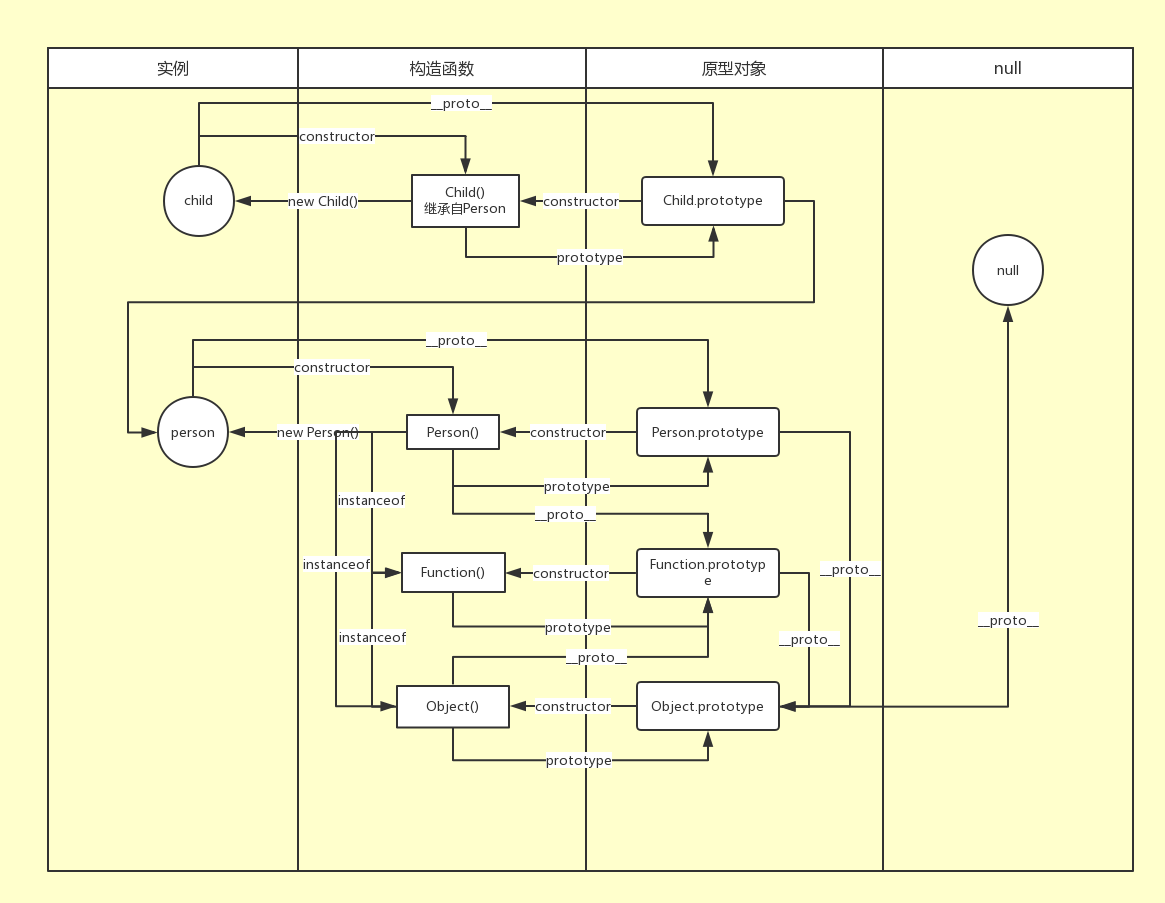 实例
构造函数
原型对象
null
__proto__
constructor
child
new Child()
Child()
继承自Person
constructor
Child.prototype
prototype
null
__proto__
constructor
person
new Person()
Person()
constructor
Person.prototype
prototype
instanceof
__proto__
instanceof
Function()
constructor
Function.prototyp
e
__proto__
__proto__
prototype
instanceof
__proto__
__proto__
Object()
constructor
Object.prototype
prototype